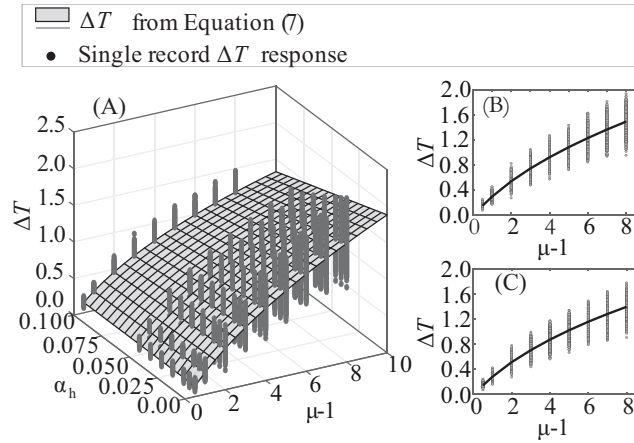 ΔT from Equation (7)
Single record ΔT response
(A)
2.5
2.0
1.5
1.0
0.5
0.0
ΔT
0.100
0.075
0.050
0.025
0.00
α_h
0
2
4
6
8
10
μ-1
(B)
2.0
1.6
1.2
0.8
0.4
0.0
ΔT
2 4 6 8
μ-1
(C)
2.0
1.6
1.2
0.8
0.4
0.0
ΔT
0 2 4 6 8
μ-1